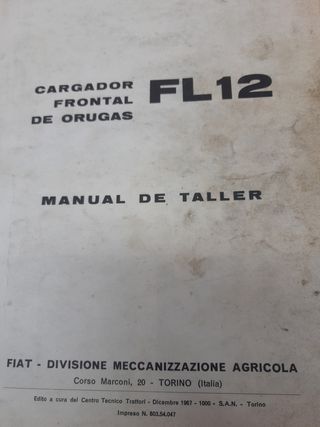 CARGADOR
FRONTAL
DE ORUGAS
FL12
MANUAL DE TALLER
FIAT - DIVISIONE MECCANIZZAZIONE AGRICOLA
Corso Marconi, 20 - TORINO (Italia)
Edito a cura del Centro Tecnico Trattori - Dicembre 1967 - 1000 - S.A.N. - Torino
Impreso N. 603.54.047